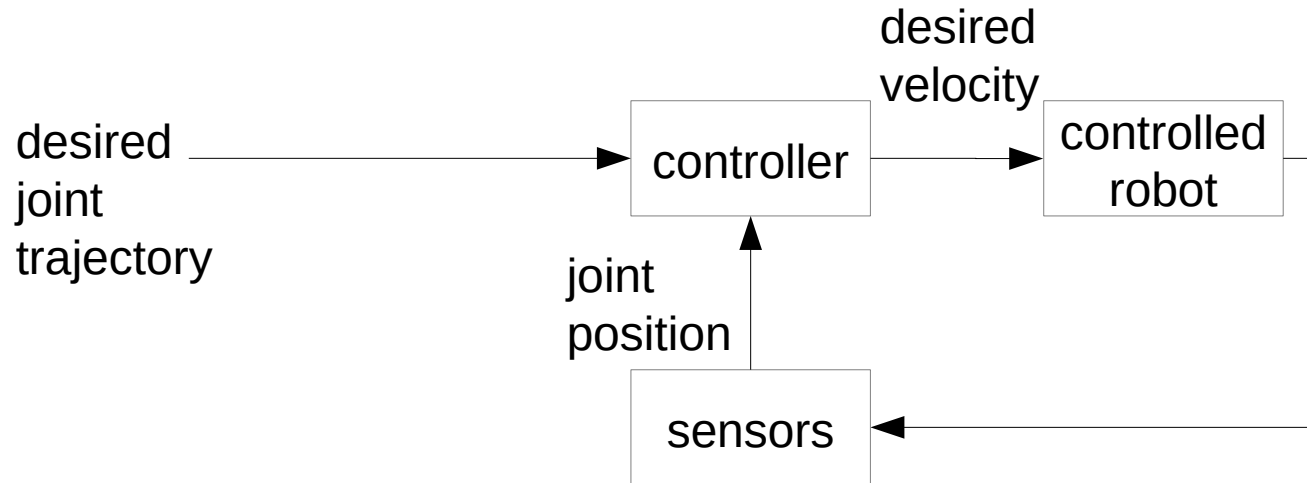 desired
velocity
desired
joint
trajectory
controller
controlled
robot
joint
position
sensors